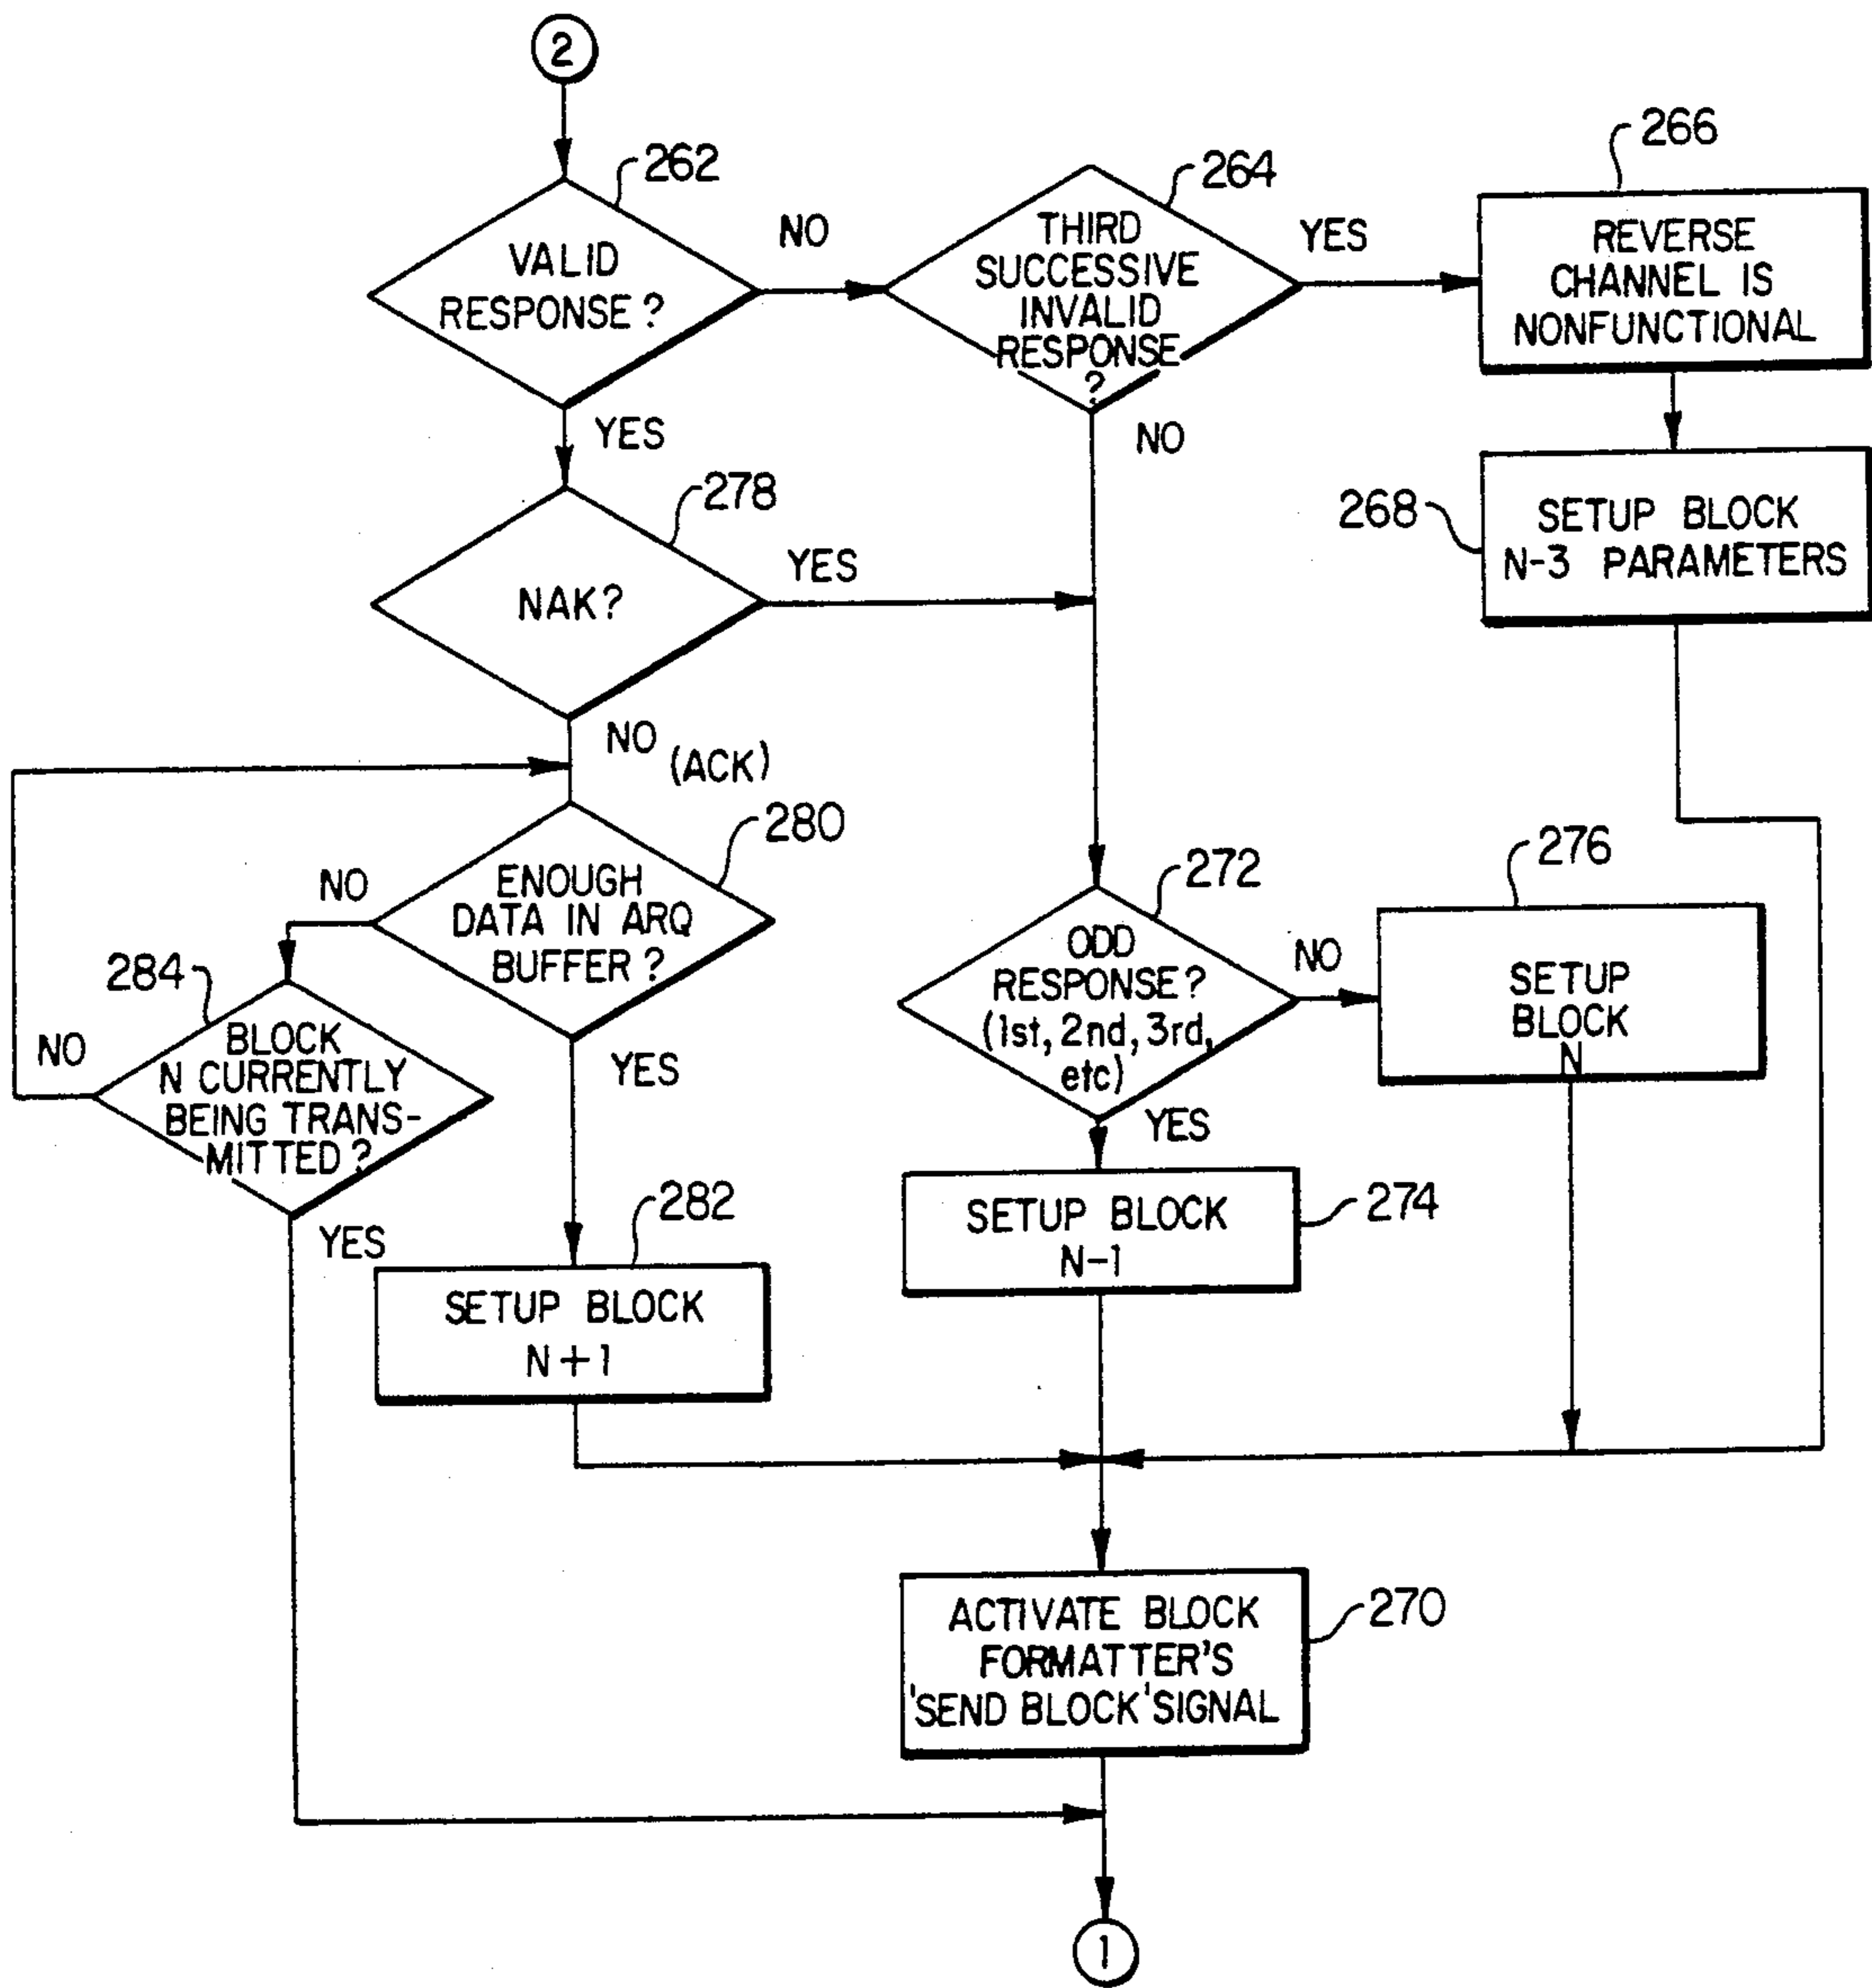 2
262
VALID
RESPONSE?
NO
264
THIRD
SUCCESSIVE
INVALID
RESPONSE
?
YES
266
REVERSE
CHANNEL IS
NONFUNCTIONAL
YES
NO
268
SETUP BLOCK
N-3 PARAMETERS
278
NAK?
YES
NO
(ACK)
280
ENOUGH
DATA IN ARQ
BUFFER?
NO
YES
284
BLOCK
N CURRENTLY
BEING TRANS-
MITTED?
NO
YES
282
SETUP BLOCK
N+1
272
ODD
RESPONSE?
(1st, 2nd, 3rd,
etc)
NO
276
SETUP
BLOCK
N
YES
274
SETUP BLOCK
N-1
270
ACTIVATE BLOCK
FORMATTER'S
'SEND BLOCK' SIGNAL
1